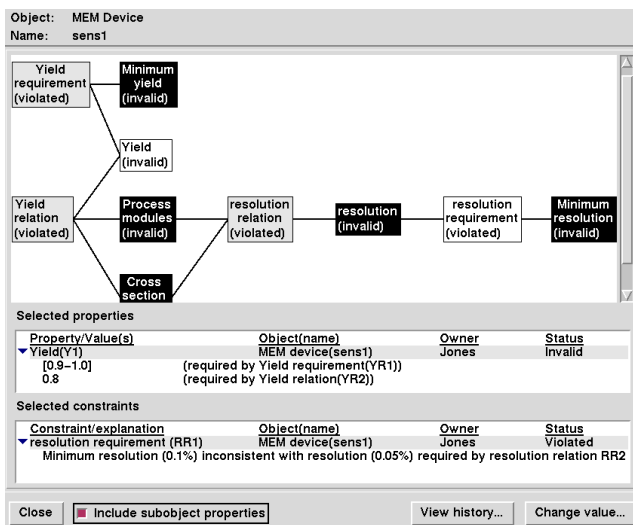 Object: MEM Device
Name: sens1
Yield requirement (violated)
Minimum yield (invalid)
Yield (invalid)
Yield relation (violated)
Process modules (invalid)
resolution relation (violated)
resolution (invalid)
resolution requirement (violated)
Minimum resolution (invalid)
Cross section
Selected properties
Property/Value(s) Object(name) Owner Status
Yield(Y1) MEM device(sens1) Jones Invalid
[0.9–1.0] (required by Yield requirement(YR1))
0.8 (required by Yield relation(YR2))
Selected constraints
Constraint/explanation Object(name) Owner Status
resolution requirement (RR1) MEM device(sens1) Jones Violated
Minimum resolution (0.1%) inconsistent with resolution (0.05%) required by resolution relation RR2
Close Include subobject properties View history... Change value...